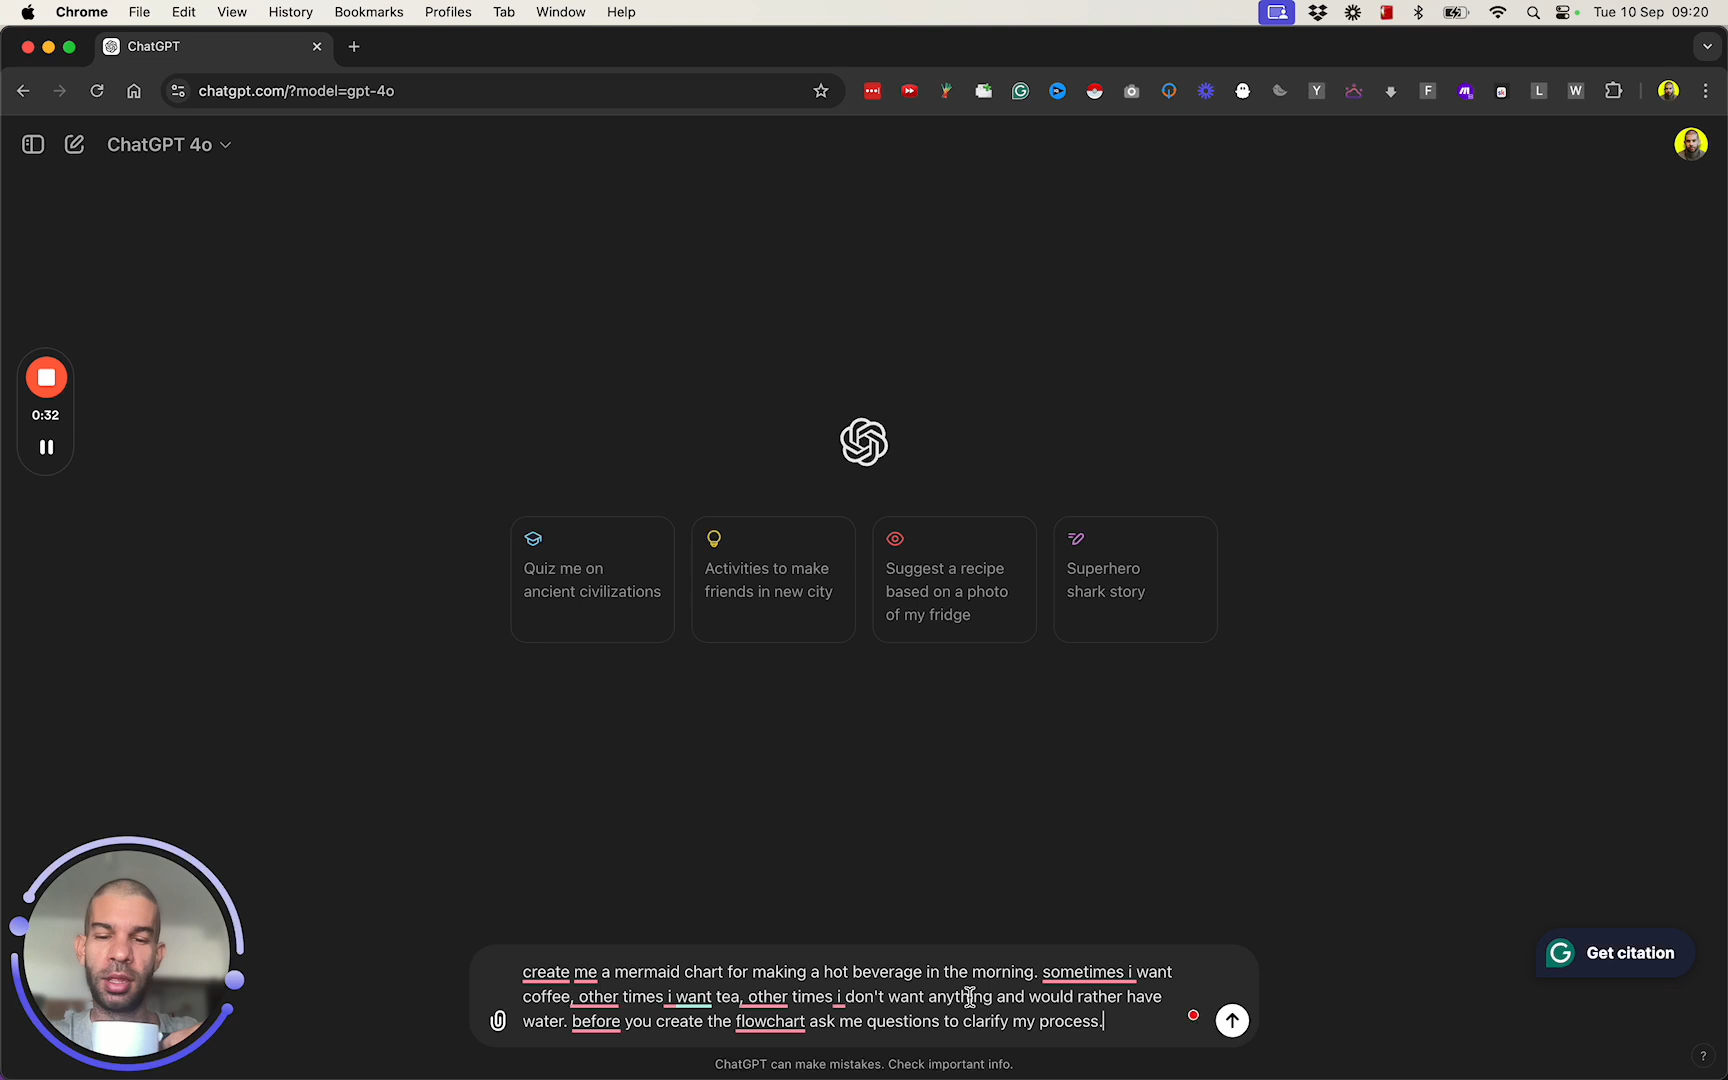 Chrome File Edit View History Bookmarks Profiles Tab Window Help Tue 10 Sep 09:20
ChatGPT
chatgpt.com/?model=gpt-4o
Y F sk L W
ChatGPT 4o
0:32
Quiz me on
ancient civilizations
Activities to make
friends in new city
Suggest a recipe
based on a photo
of my fridge
Superhero
shark story
create me a mermaid chart for making a hot beverage in the morning. sometimes i want
coffee, other times i want tea, other times i don't want anything and would rather have
water. before you create the flowchart ask me questions to clarify my process.
Get citation
ChatGPT can make mistakes. Check important info.
?